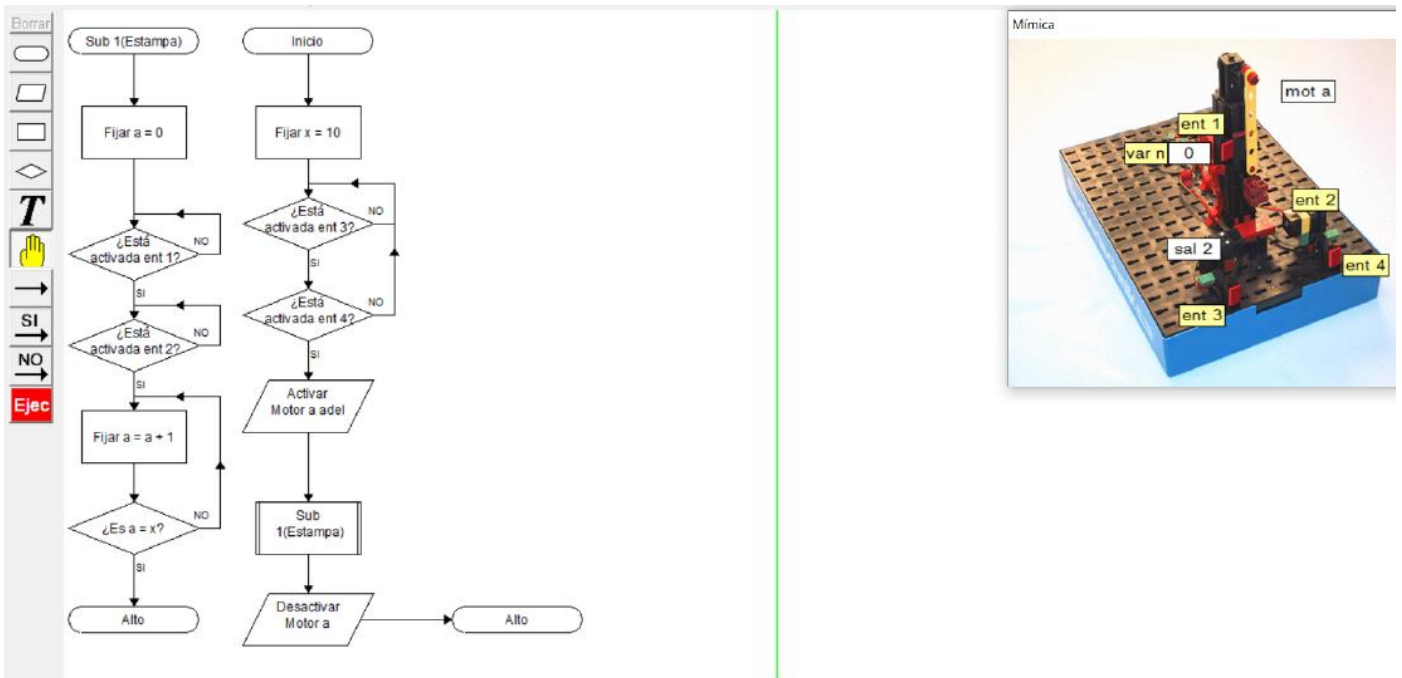 Borrar
T
SI
NO
Ejec
Sub 1(Estampa)
Fijar a = 0
¿Está
activada ent 1?
NO
SI
¿Está
activada ent 2?
NO
SI
Fijar a = a + 1
¿Es a = x?
NO
SI
Alto
Inicio
Fijar x = 10
¿Está
activada ent 3?
NO
SI
¿Está
activada ent 4?
NO
SI
Activar
Motor a adel
Sub
1(Estampa)
Desactivar
Motor a
Alto
Mímica
mot a
ent 1
var n 0
ent 2
sal 2
ent 4
ent 3